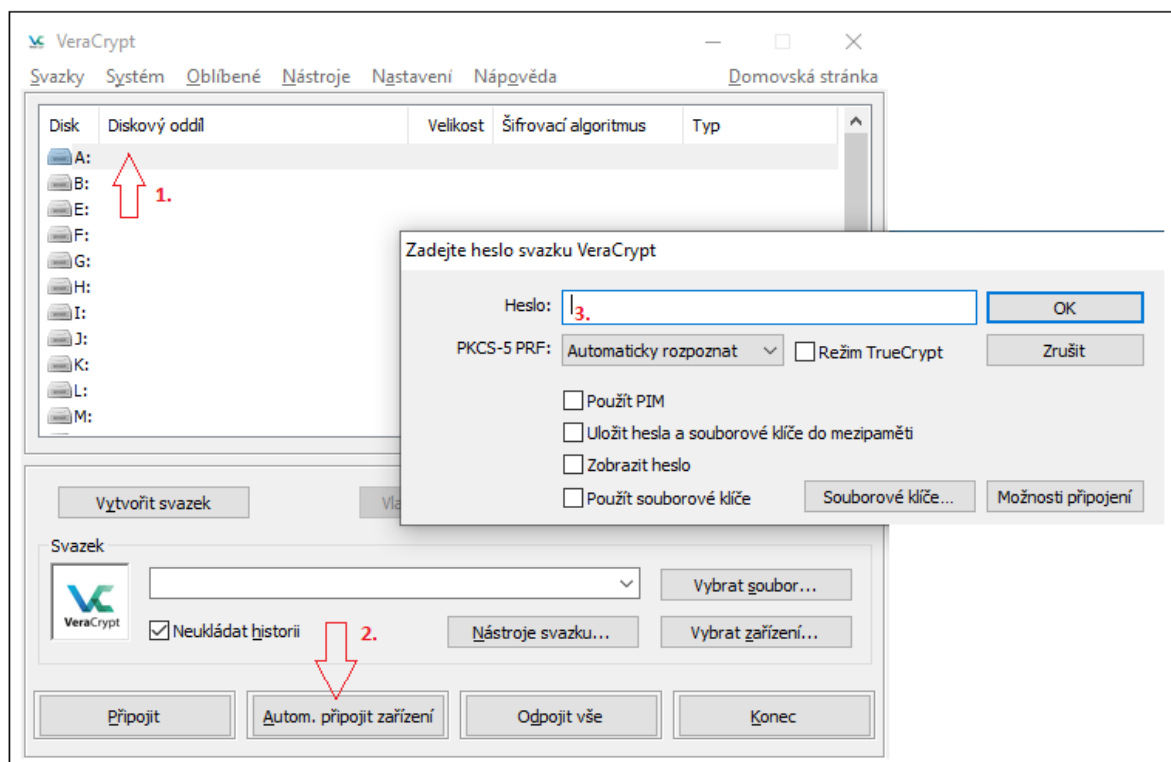 VeraCrypt
Svazky Systém Oblíbené Nástroje Nastavení Nápověda Domovská stránka
Disk Diskový oddíl Velikost Šifrovací algoritmus Typ
A:
B:
1.
E:
F:
G:
H:
I:
J:
K:
L:
M:
Zadejte heslo svazku VeraCrypt
Heslo: 3. OK
PKCS-5 PRF: Automaticky rozpoznat Režim TrueCrypt Zrušit
Použít PIM
Uložit hesla a souborové klíče do mezipaměti
Zobrazit heslo
Použít souborové klíče Souborové klíče... Možnosti připojení
Vytvořit svazek
Svazek
VeraCrypt
Vybrat soubor...
Neukládat historii 2. Nástroje svazku... Vybrat zařízení...
Připojit Autom. připojit zařízení Odpojit vše Konec